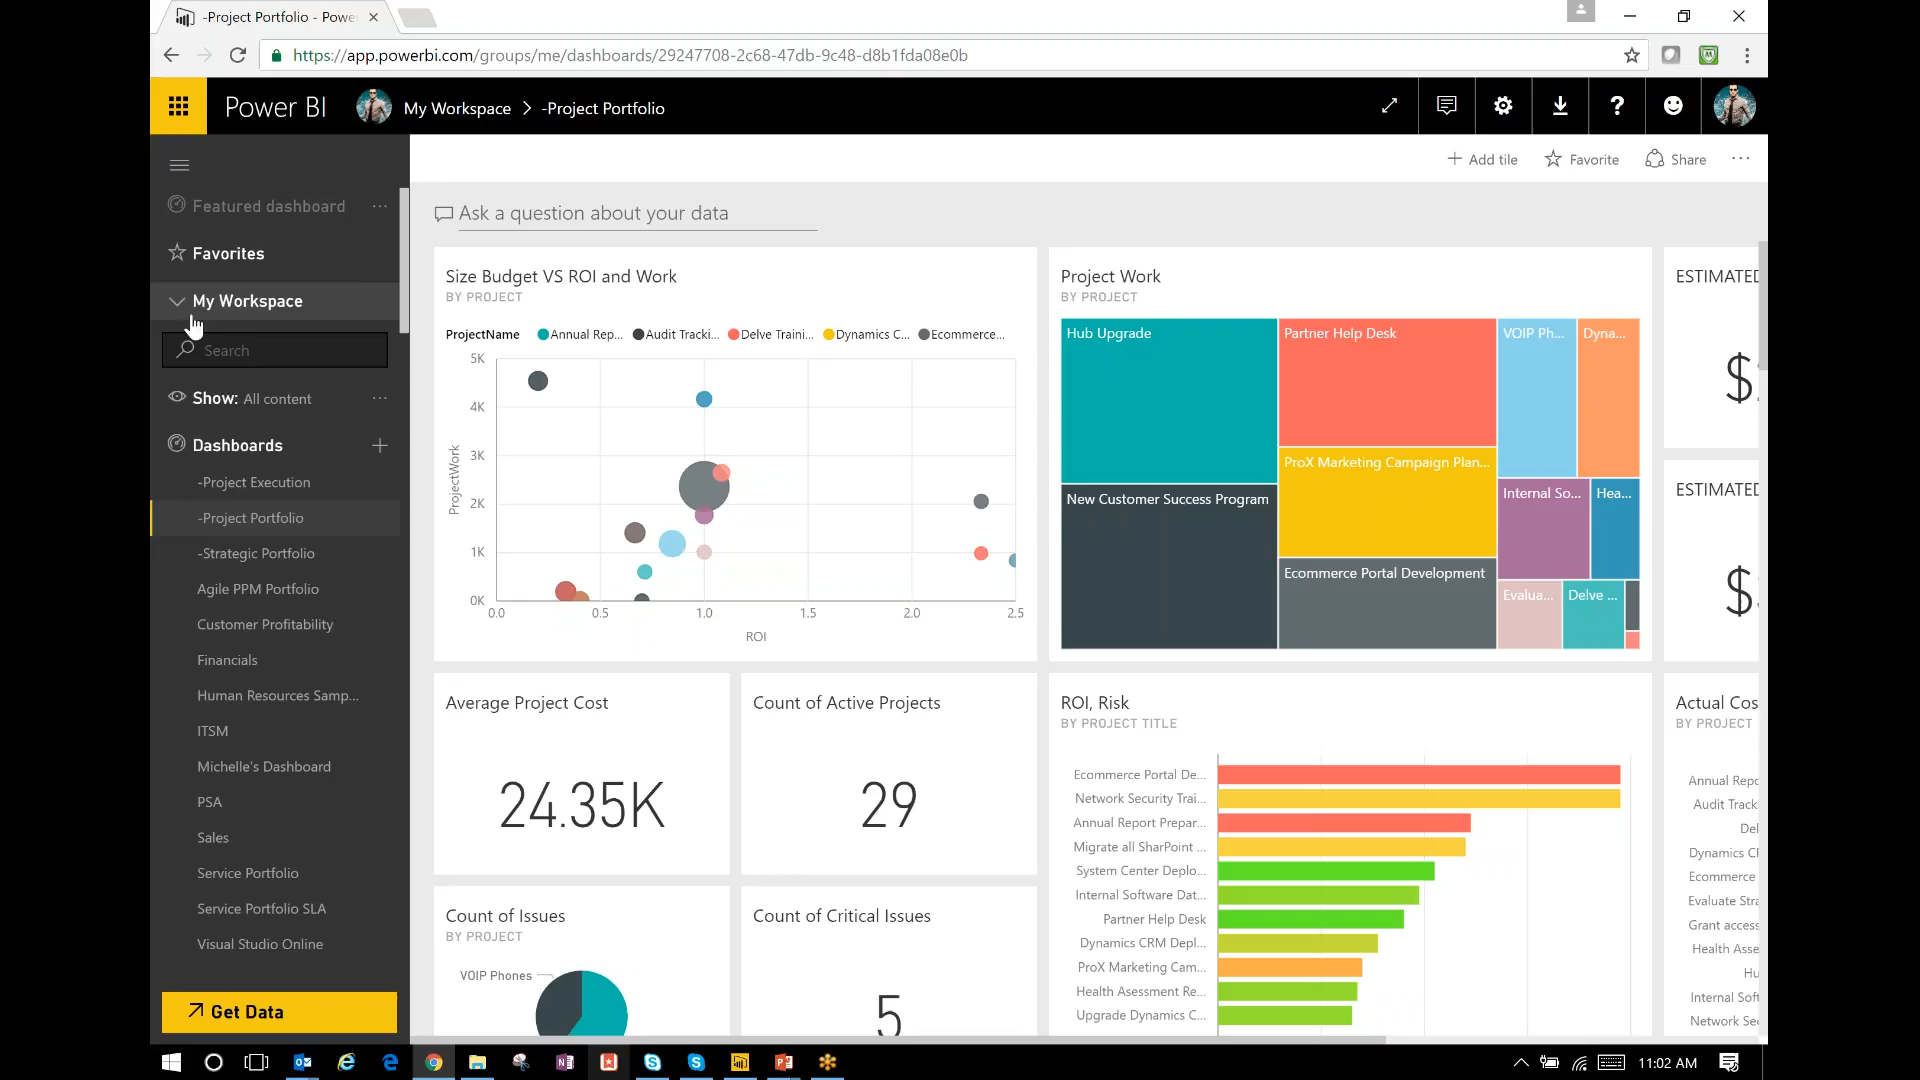 -Project Portfolio - Powe
https://app.powerbi.com/groups/me/dashboards/29247708-2c68-47db-9c48-d8b1fda08e0b
Power BI
My Workspace > -Project Portfolio
Add tile
Favorite
Share
Featured dashboard
Favorites
My Workspace
Search
Show: All content
Dashboards
-Project Execution
-Project Portfolio
-Strategic Portfolio
Agile PPM Portfolio
Customer Profitability
Financials
Human Resources Samp...
ITSM
Michelle's Dashboard
PSA
Sales
Service Portfolio
Service Portfolio SLA
Visual Studio Online
Get Data
Ask a question about your data
Size Budget VS ROI and Work
BY PROJECT
ProjectName Annual Rep... Audit Tracki... Delve Traini... Dynamics C... Ecommerce...
5K
4K
3K
2K
1K
0K
ProjectWork
0.0 0.5 1.0 1.5 2.0 2.5
ROI
Project Work
BY PROJECT
Hub Upgrade
Partner Help Desk
VOIP Ph...
Dyna...
ProX Marketing Campaign Plan...
New Customer Success Program
Internal So...
Hea...
Ecommerce Portal Development
Evalua...
Delve ...
ESTIMATED
$
ESTIMATED
$
Average Project Cost
24.35K
Count of Active Projects
29
Count of Issues
BY PROJECT
VOIP Phones
Count of Critical Issues
5
ROI, Risk
BY PROJECT TITLE
Ecommerce Portal De...
Network Security Trai...
Annual Report Prepar...
Migrate all SharePoint ...
System Center Deplo...
Internal Software Dat...
Partner Help Desk
Dynamics CRM Depl...
ProX Marketing Cam...
Health Asessment Re...
Upgrade Dynamics C...
Actual Cos
BY PROJECT
Annual Repo
Audit Track
Del
Dynamics CI
Ecommerce
Evaluate Stra
Grant access
Health Asse
Hu
Internal Soft
Network Sec
11:02 AM